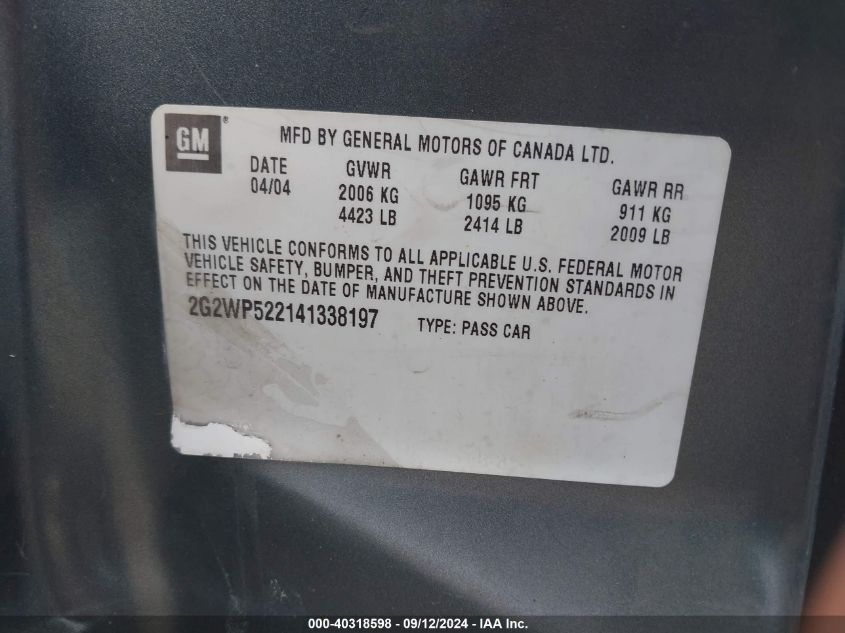 GM®
MFD BY GENERAL MOTORS OF CANADA LTD.
DATE GVWR GAWR FRT GAWR RR
04/04 2006 KG 1095 KG 911 KG
4423 LB 2414 LB 2009 LB
THIS VEHICLE CONFORMS TO ALL APPLICABLE U.S. FEDERAL MOTOR
VEHICLE SAFETY, BUMPER, AND THEFT PREVENTION STANDARDS IN
EFFECT ON THE DATE OF MANUFACTURE SHOWN ABOVE.
2G2WP522141338197 TYPE: PASS CAR
000-40318598 - 09/12/2024 - IAA Inc.